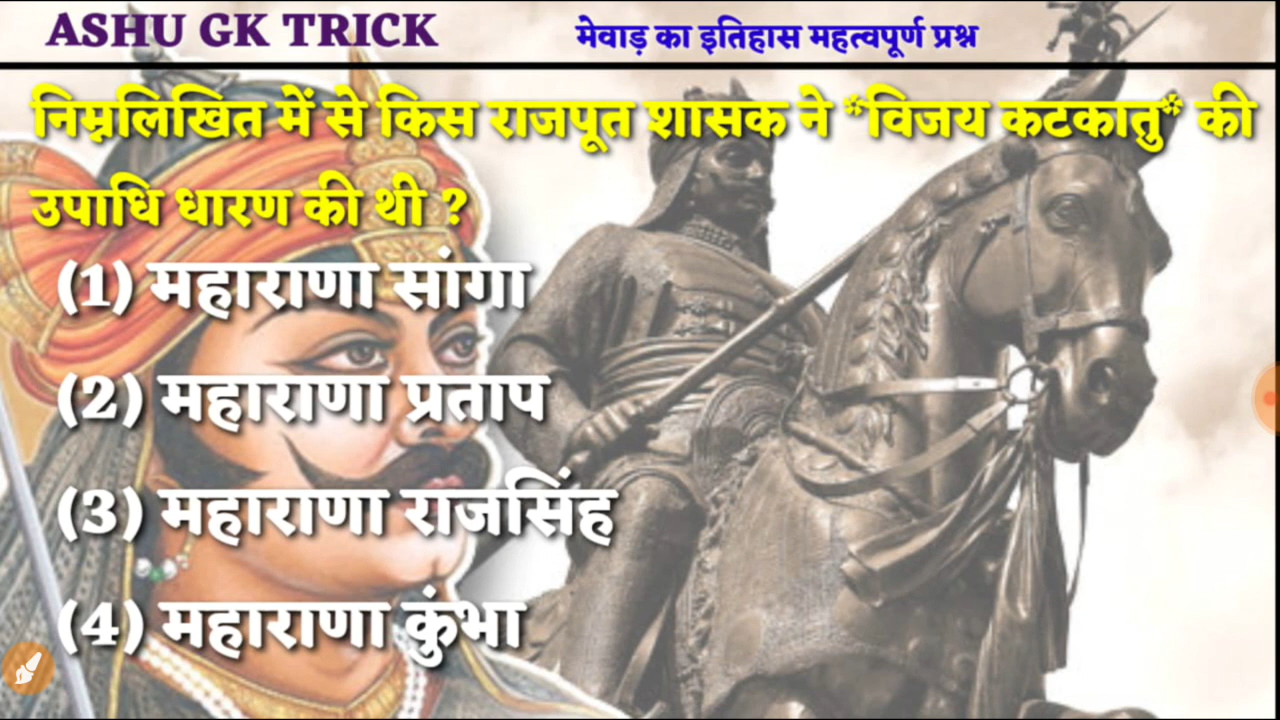 ASHU GK TRICK
मेवाड़ का इतिहास महत्वपूर्ण प्रश्न
निम्नलिखित में से किस राजपूत शासक ने *विजय कटकातु* की
उपाधि धारण की थी ?
(1) महाराणा सांगा
(2) महाराणा प्रताप
(3) महाराणा राजसिंह
(4) महाराणा कुंभा